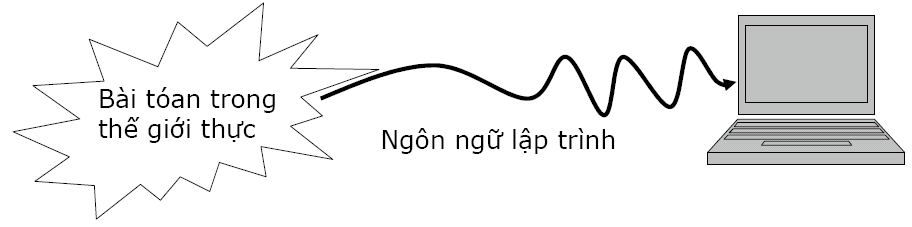 Bài tóan trong
thế giới thực
Ngôn ngữ lập trình